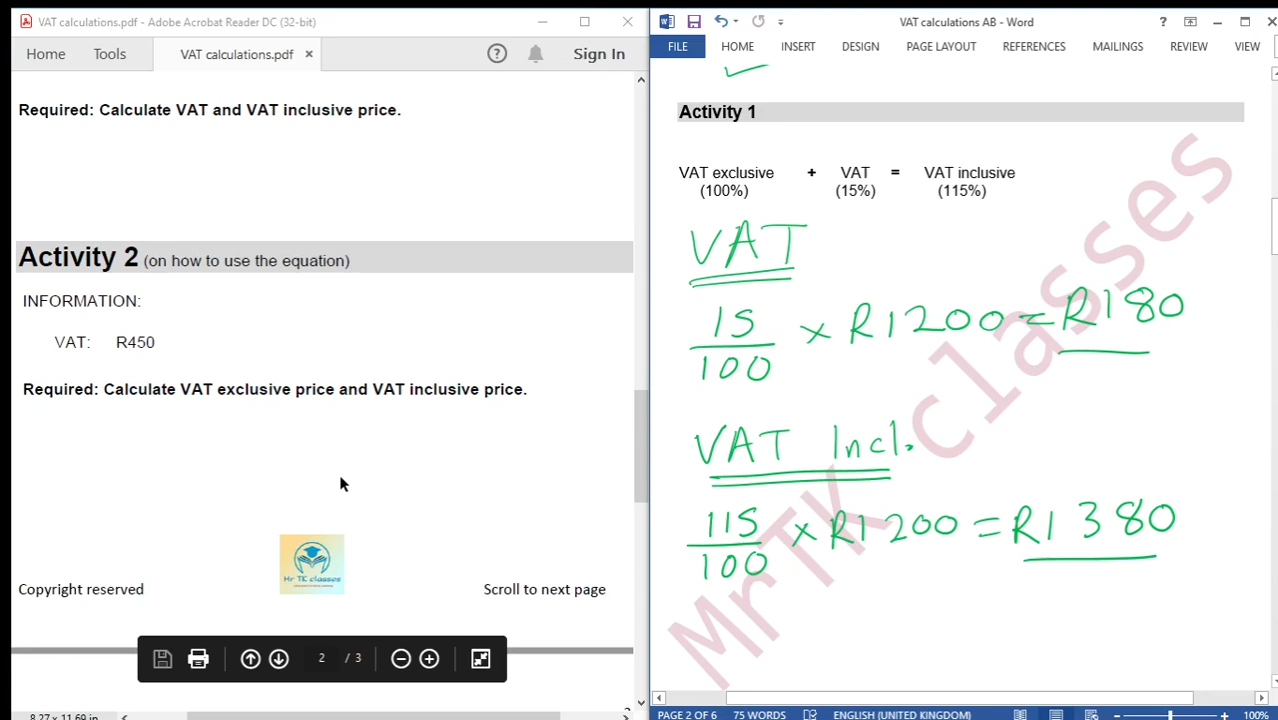 VAT calculations.pdf - Adobe Acrobat Reader DC (32-bit)
Home Tools VAT calculations.pdf × Sign In
Required: Calculate VAT and VAT inclusive price.
Activity 2 (on how to use the equation)
INFORMATION:
VAT: R450
Required: Calculate VAT exclusive price and VAT inclusive price.
Mr TK classes
Copyright reserved
Scroll to next page
2 / 3
8.27 x 11.69 in
VAT calculations AB - Word
FILE HOME INSERT DESIGN PAGE LAYOUT REFERENCES MAILINGS REVIEW VIEW
Activity 1
VAT exclusive + VAT = VAT inclusive
(100%) (15%) (115%)
VAT
15
100
× R1200 = R180
VAT Incl.
115
100
× R1200 = R1380
MrTK classes
PAGE 2 OF 6 75 WORDS ENGLISH (UNITED KINGDOM) 100%